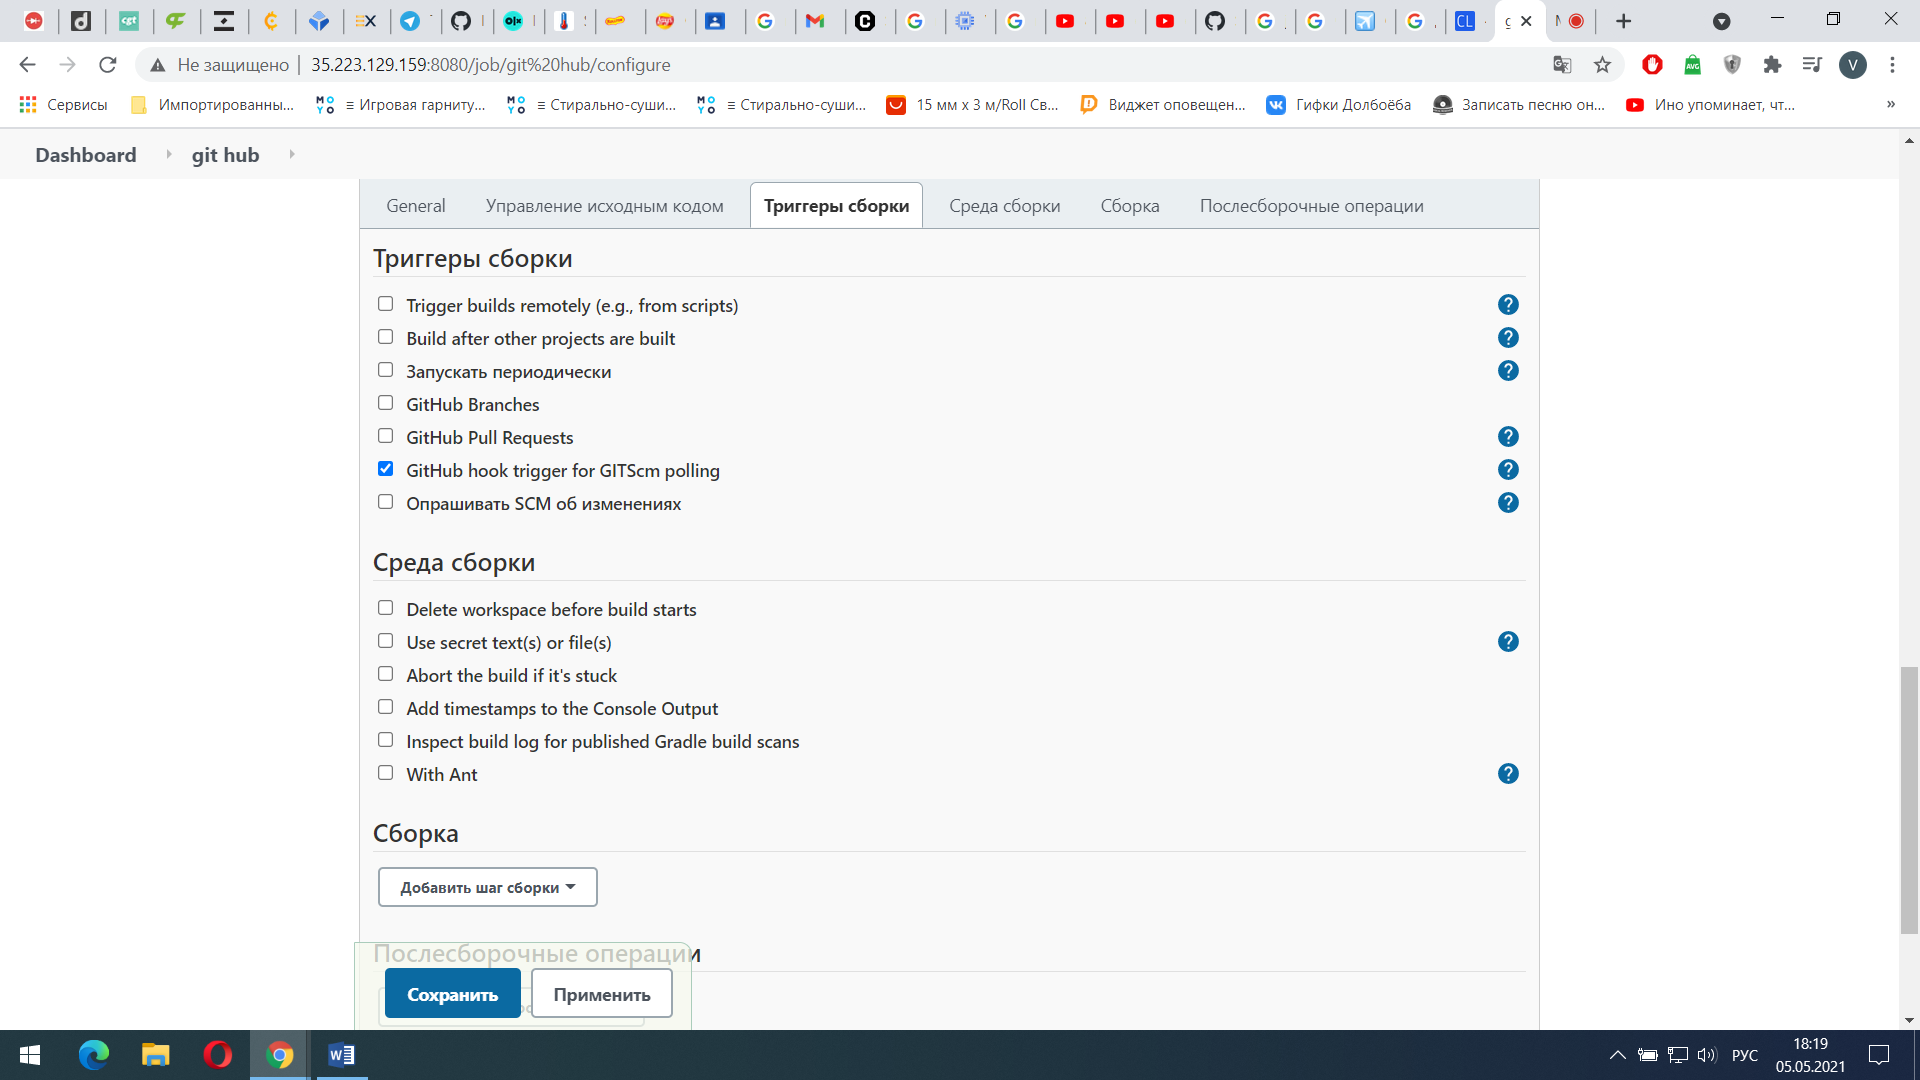 Не защищено
35.223.129.159:8080/job/git%20hub/configure
V
Сервисы
Импортированны...
≡ Игровая гарниту...
≡ Стирально-суши...
≡ Стирально-суши...
15 мм x 3 м/Roll Св...
Виджет оповещен...
Гифки Долбоёба
Записать песню он...
Ино упоминает, чт...
»
Dashboard
git hub
General
Управление исходным кодом
Триггеры сборки
Среда сборки
Сборка
Послесборочные операции
Триггеры сборки
Trigger builds remotely (e.g., from scripts)
Build after other projects are built
Запускать периодически
GitHub Branches
GitHub Pull Requests
GitHub hook trigger for GITScm polling
Опрашивать SCM об изменениях
Среда сборки
Delete workspace before build starts
Use secret text(s) or file(s)
Abort the build if it's stuck
Add timestamps to the Console Output
Inspect build log for published Gradle build scans
With Ant
Сборка
Добавить шаг сборки
Послесборочные операции
Сохранить
Применить
РУС
18:19
05.05.2021